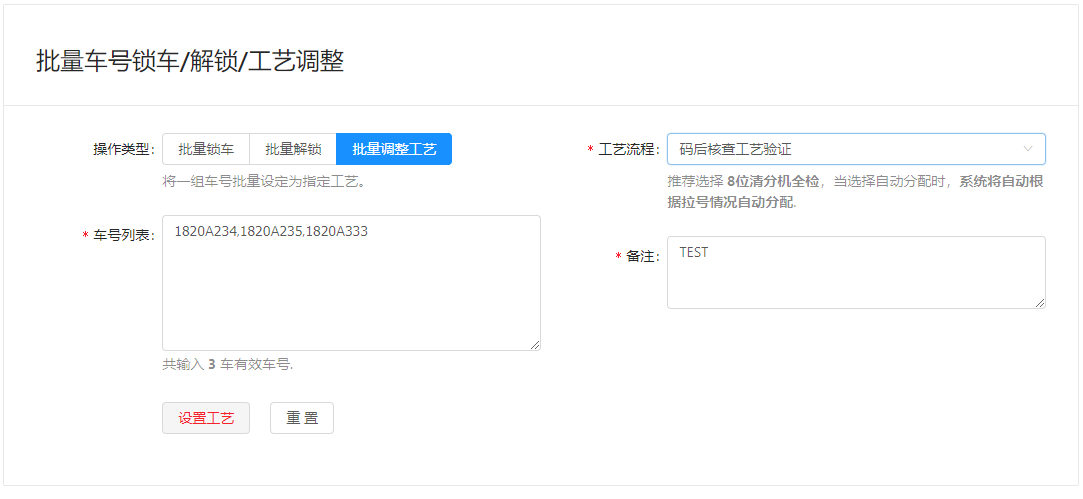 批量车号锁车/解锁/工艺调整
操作类型:
批量锁车
批量解锁
批量调整工艺
将一组车号批量设定为指定工艺。
* 车号列表:
1820A234,1820A235,1820A333
共输入 3 车有效车号.
设置工艺
重 置
* 工艺流程:
码后核查工艺验证
推荐选择 8位清分机全检，当选择自动分配时，系统将自动根
据拉号情况自动分配.
* 备注:
TEST